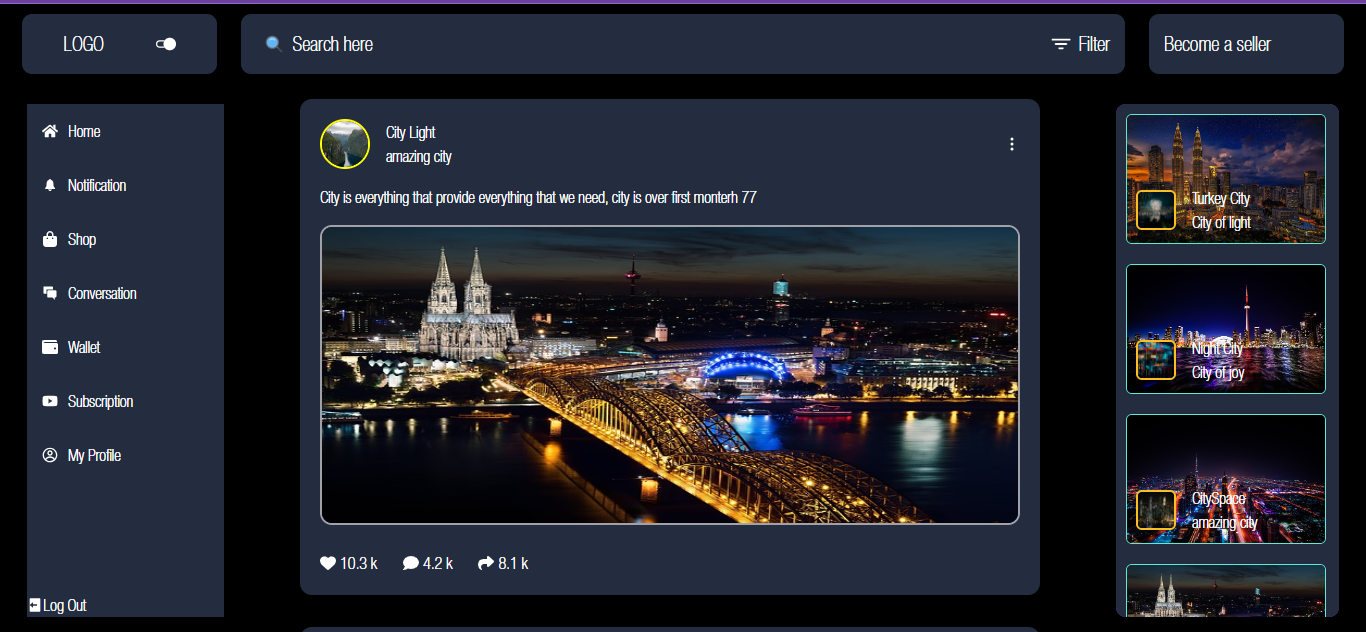 LOGO
Search here
Filter
Become a seller
Home
Notification
Shop
Conversation
Wallet
Subscription
My Profile
Log Out
City Light
amazing city
City is everything that provide everything that we need, city is over first monterh 77
10.3 k
4.2 k
8.1 k
Turkey City
City of light
Night City
City of joy
CitySpace
amazing city